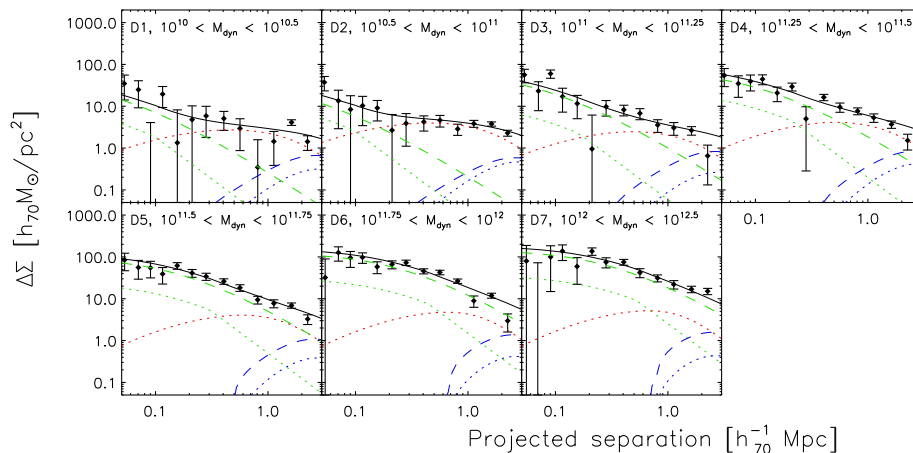 D1, 10^10 < M_dyn < 10^10.5
D2, 10^10.5 < M_dyn < 10^11
D3, 10^11 < M_dyn < 10^11.25
D4, 10^11.25 < M_dyn < 10^11.5
1000.0
100.0
10.0
1.0
0.1
0.1 1.0
D5, 10^11.5 < M_dyn < 10^11.75
D6, 10^11.75 < M_dyn < 10^12
D7, 10^12 < M_dyn < 10^12.5
1000.0
100.0
10.0
1.0
0.1
0.1 1.0 0.1 1.0 0.1 1.0
ΔΣ [h_70 M_⊙/pc^2]
Projected separation [h_70^-1 Mpc]